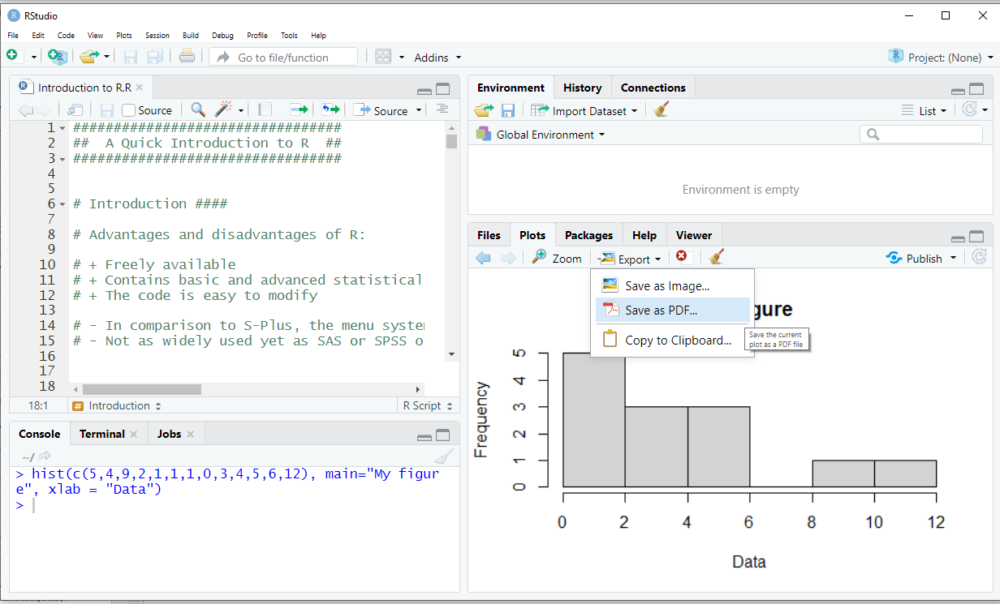 RStudio
File Edit Code View Plots Session Build Debug Profile Tools Help
Go to file/function Addins Project: (None)
Introduction to R.R
Source Source
1 #################################
2 ## A Quick Introduction to R ##
3 #################################
4
5
6 # Introduction ####
7
8 # Advantages and disadvantages of R:
9
10 # + Freely available
11 # + Contains basic and advanced statistical
12 # + The code is easy to modify
13
14 # - In comparison to S-Plus, the menu system
15 # - Not as widely used yet as SAS or SPSS o
16
17
18
18:1 # Introduction R Script
Console Terminal Jobs
~/
> hist(c(5,4,9,2,1,1,1,0,3,4,5,6,12), main="My figur
e", xlab = "Data")
>
Environment History Connections
Import Dataset List
Global Environment
Environment is empty
Files Plots Packages Help Viewer
Zoom Export Publish
Save as Image...
Save as PDF...
Copy to Clipboard...
Save the current
plot as a PDF file
gure
Frequency
5
4
3
2
1
0
0 2 4 6 8 10 12
Data